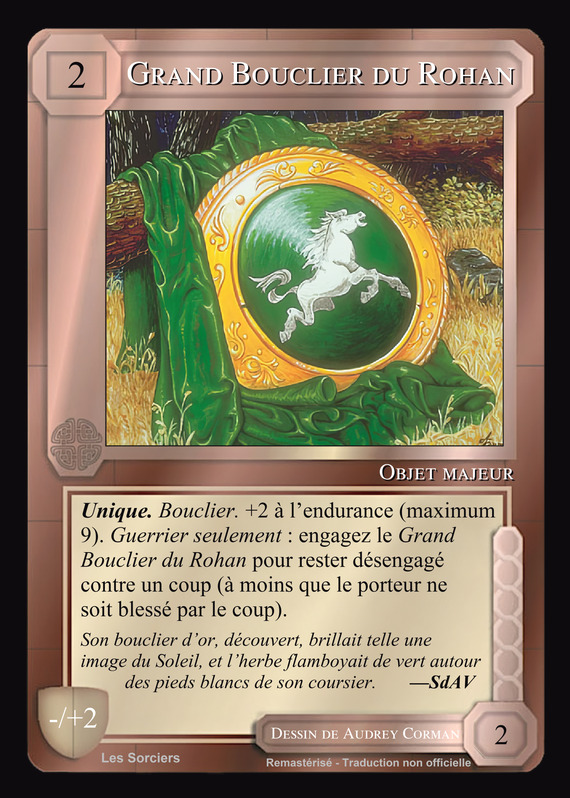 2
GRAND BOUCLIER DU ROHAN
OBJET MAJEUR
Unique. Bouclier. +2 à l'endurance (maximum
9). Guerrier seulement : engagez le Grand
Bouclier du Rohan pour rester désengagé
contre un coup (à moins que le porteur ne
soit blessé par le coup).
Son bouclier d'or, découvert, brillait telle une
image du Soleil, et l'herbe flamboyait de vert autour
des pieds blancs de son coursier. —SdAV
-/+2
DESSIN DE AUDREY CORMAN
2
Les Sorciers
Remastérisé - Traduction non officielle